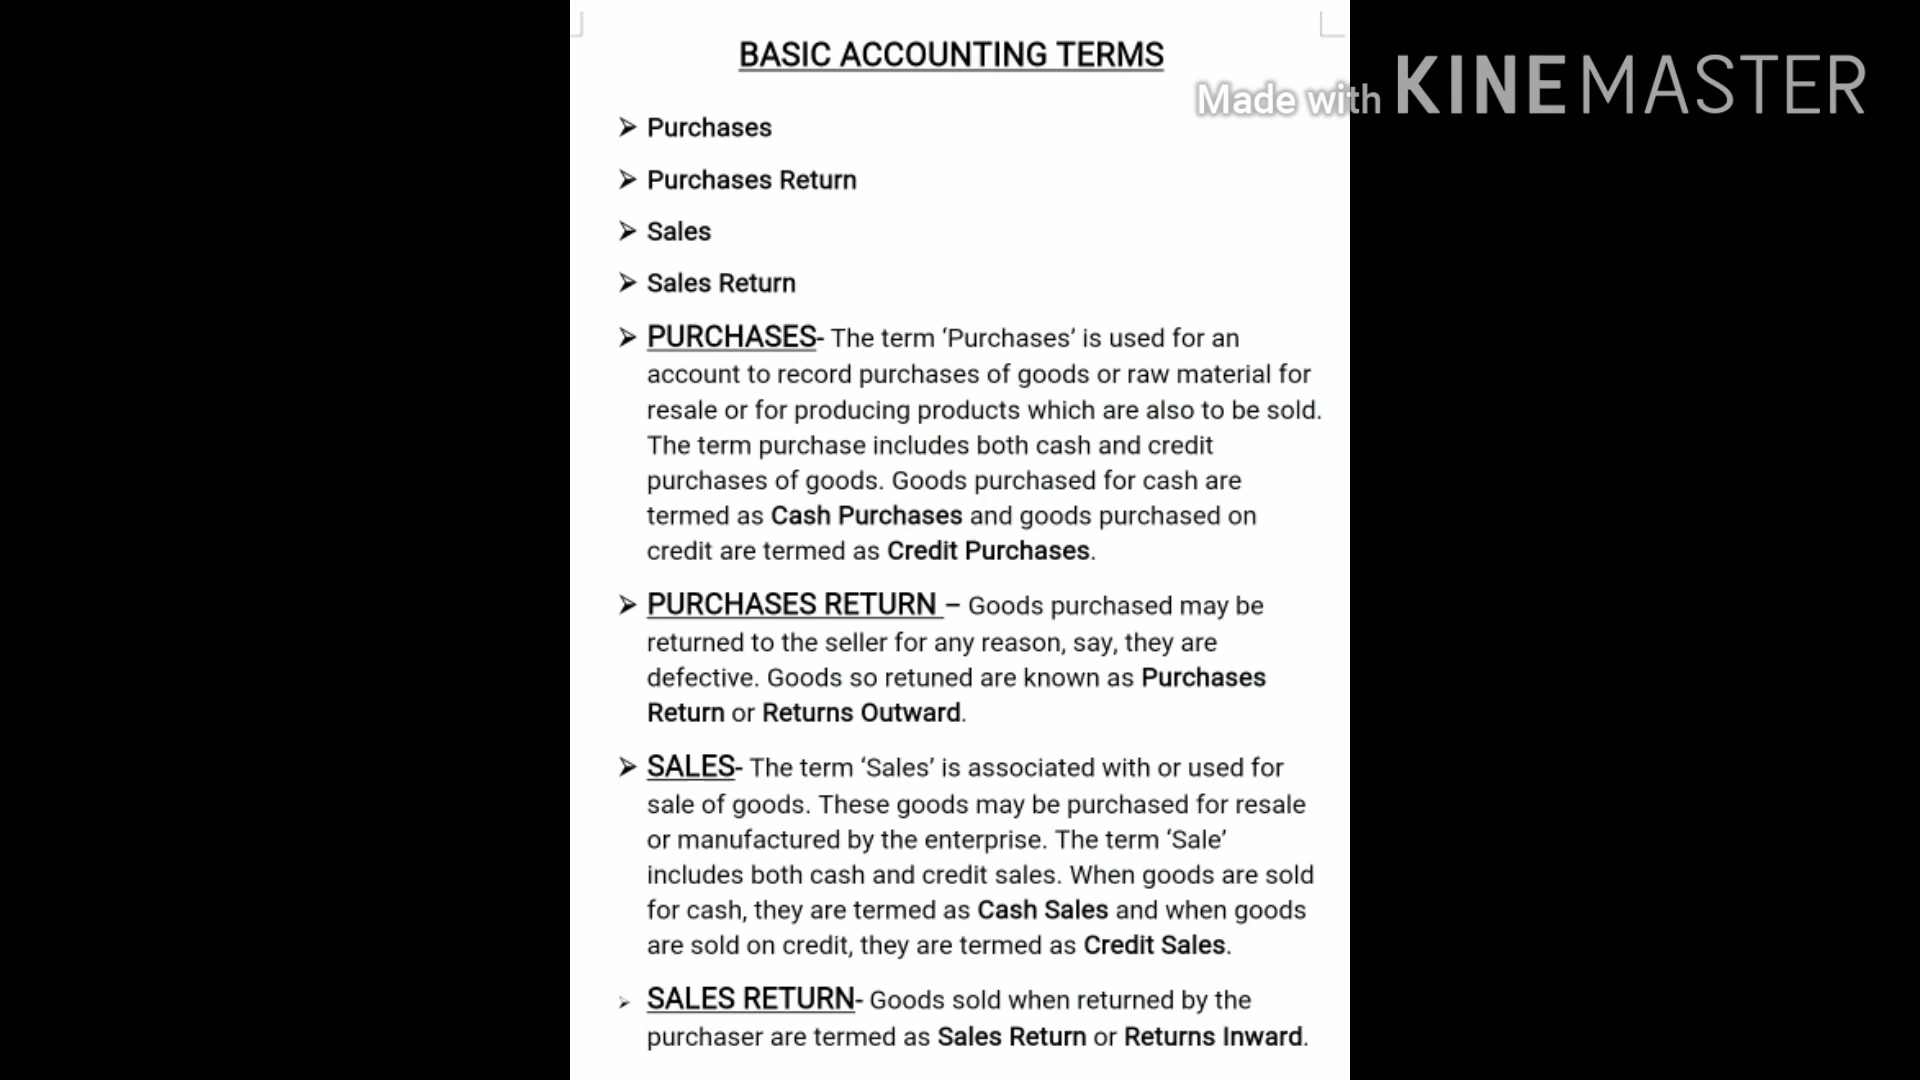 BASIC ACCOUNTING TERMS
Made with KINEMASTER
➢ Purchases
➢ Purchases Return
➢ Sales
➢ Sales Return
➢ PURCHASES- The term ‘Purchases’ is used for an
account to record purchases of goods or raw material for
resale or for producing products which are also to be sold.
The term purchase includes both cash and credit
purchases of goods. Goods purchased for cash are
termed as Cash Purchases and goods purchased on
credit are termed as Credit Purchases.
➢ PURCHASES RETURN – Goods purchased may be
returned to the seller for any reason, say, they are
defective. Goods so retuned are known as Purchases
Return or Returns Outward.
➢ SALES- The term ‘Sales’ is associated with or used for
sale of goods. These goods may be purchased for resale
or manufactured by the enterprise. The term ‘Sale’
includes both cash and credit sales. When goods are sold
for cash, they are termed as Cash Sales and when goods
are sold on credit, they are termed as Credit Sales.
➢ SALES RETURN- Goods sold when returned by the
purchaser are termed as Sales Return or Returns Inward.